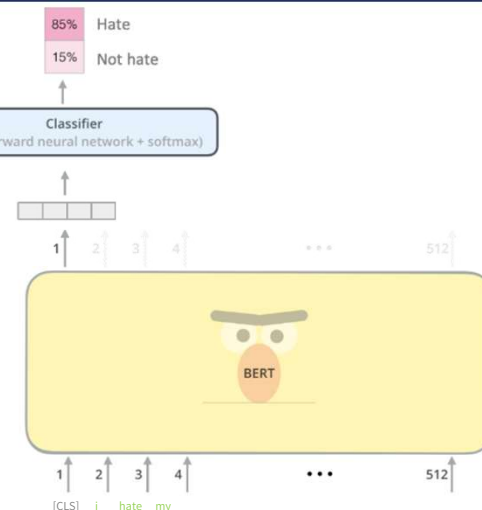 85% Hate
15% Not hate
Classifier
rward neural network + softmax)
1 2 3 4 ••• 512
BERT
1 2 3 4 ••• 512
[CLS] i hate my